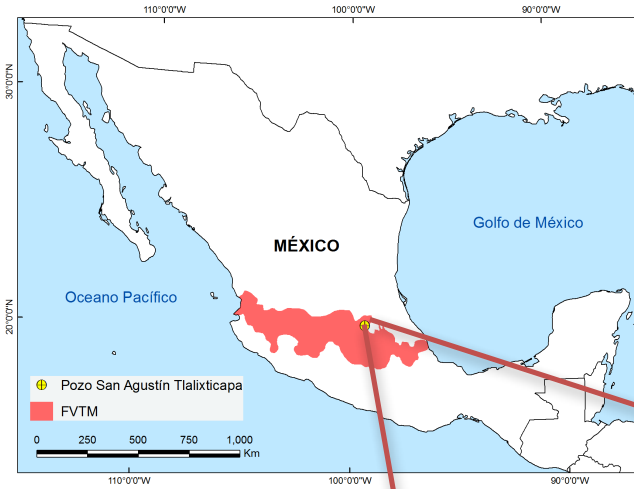 110°0'0"W 100°0'0"W 90°0'0"W
30°0'0"N
Golfo de México
MÉXICO
Oceano Pacífico
20°0'0"N
Pozo San Agustín Tlalixticapa
FVTM
0 250 500 750 1,000
Km
110°0'0"W 100°0'0"W 90°0'0"W